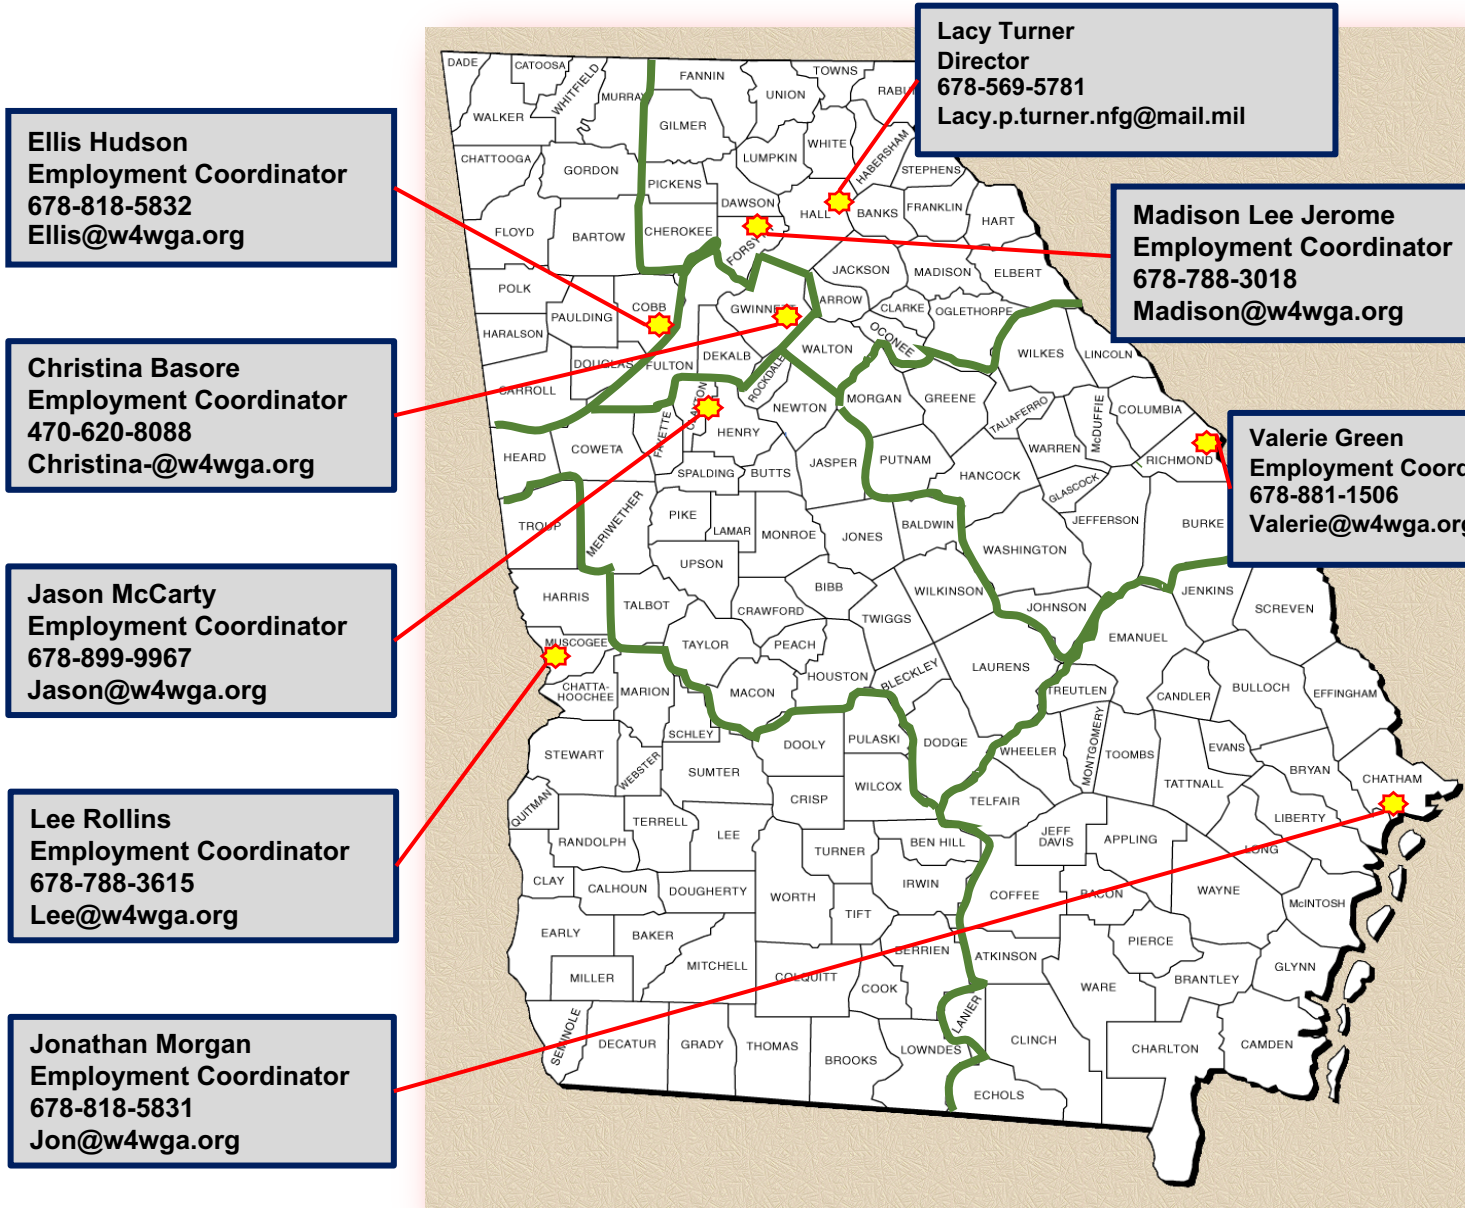 Lacy Turner
Director
678-569-5781
Lacy.p.turner.nfg@mail.mil
Ellis Hudson
Employment Coordinator
678-818-5832
Ellis@w4wga.org
Madison Lee Jerome
Employment Coordinator
678-788-3018
Madison@w4wga.org
Christina Basore
Employment Coordinator
470-620-8088
Christina-@w4wga.org
Valerie Green
Employment Coord
678-881-1506
Valerie@w4wga.org
Jason McCarty
Employment Coordinator
678-899-9967
Jason@w4wga.org
Lee Rollins
Employment Coordinator
678-788-3615
Lee@w4wga.org
Jonathan Morgan
Employment Coordinator
678-818-5831
Jon@w4wga.org
DADE
CATOOSA
WHITFIELD
MURRAY
FANNIN
TOWNS
UNION
RABU
WALKER
GILMER
WHITE
HABERSHAM
LUMPKIN
STEPHENS
CHATTOOGA
GORDON
PICKENS
DAWSON
HALL
BANKS
FRANKLIN
HART
FLOYD
BARTOW
CHEROKEE
FORSYTH
JACKSON
MADISON
ELBERT
POLK
PAULDING
COBB
GWINNETT
ARROW
CLARKE
OGLETHORPE
OCONEE
HARALSON
DOUGLAS
FULTON
DEKALB
WALTON
WILKES
LINCOLN
CARROLL
ROCKDALE
CLAYTON
NEWTON
MORGAN
GREENE
TALIAFERRO
McDUFFIE
COLUMBIA
HEARD
COWETA
FAYETTE
HENRY
SPALDING
BUTTS
JASPER
PUTNAM
HANCOCK
WARREN
GLASCOCK
RICHMOND
TROUP
MERIWETHER
PIKE
LAMAR
MONROE
JONES
BALDWIN
WASHINGTON
JEFFERSON
BURKE
UPSON
BIBB
WILKINSON
HARRIS
TALBOT
CRAWFORD
TWIGGS
JOHNSON
JENKINS
SCREVEN
MUSCOGEE
TAYLOR
PEACH
EMANUEL
CHATTA-
HOOCHEE
MARION
MACON
HOUSTON
BLECKLEY
LAURENS
TREUTLEN
CANDLER
BULLOCH
EFFINGHAM
SCHLEY
DOOLY
PULASKI
DODGE
WHEELER
MONTGOMERY
TOOMBS
EVANS
STEWART
WEBSTER
SUMTER
WILCOX
TATTNALL
BRYAN
CHATHAM
QUITMAN
CRISP
TELFAIR
LIBERTY
RANDOLPH
TERRELL
LEE
TURNER
BEN HILL
JEFF
DAVIS
APPLING
LONG
CLAY
CALHOUN
DOUGHERTY
WORTH
IRWIN
COFFEE
BACON
WAYNE
McINTOSH
TIFT
EARLY
BAKER
BERRIEN
ATKINSON
PIERCE
MILLER
MITCHELL
COLQUITT
COOK
WARE
BRANTLEY
GLYNN
LANIER
SEMINOLE
DECATUR
GRADY
THOMAS
BROOKS
LOWNDES
CLINCH
CHARLTON
CAMDEN
ECHOLS